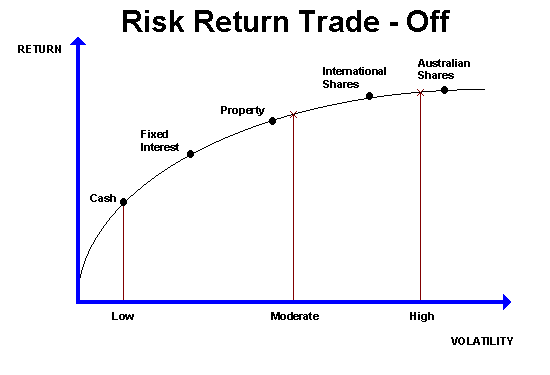 Risk Return Trade - Off
RETURN
Australian
Shares
International
Shares
Property
Fixed
Interest
Cash
Low
Moderate
High
VOLATILITY